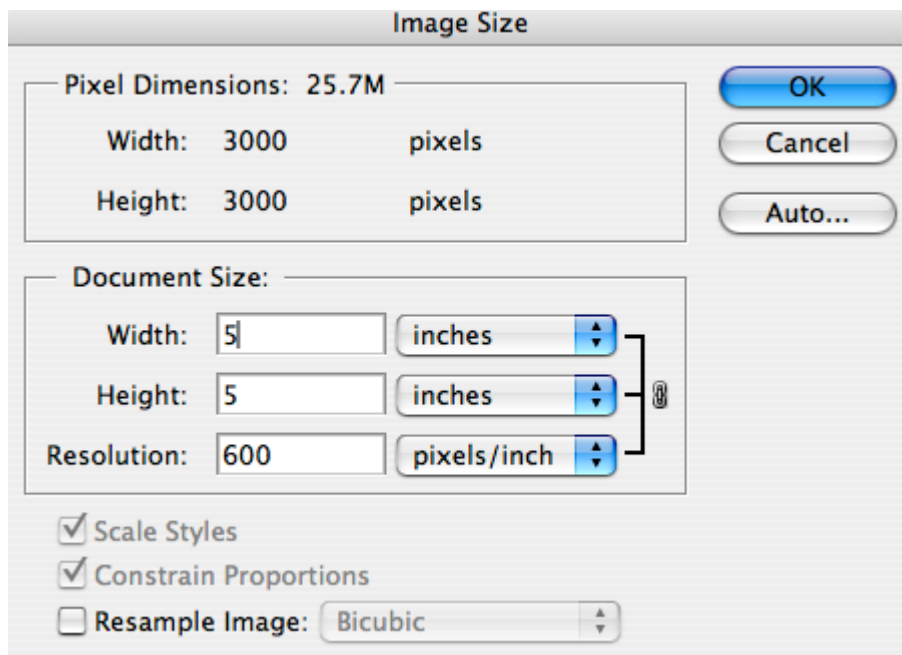 Image Size
Pixel Dimensions: 25.7M
OK
Width: 3000 pixels
Cancel
Height: 3000 pixels
Auto...
Document Size:
Width: 5 inches
Height: 5 inches
Resolution: 600 pixels/inch
Scale Styles
Constrain Proportions
Resample Image: Bicubic